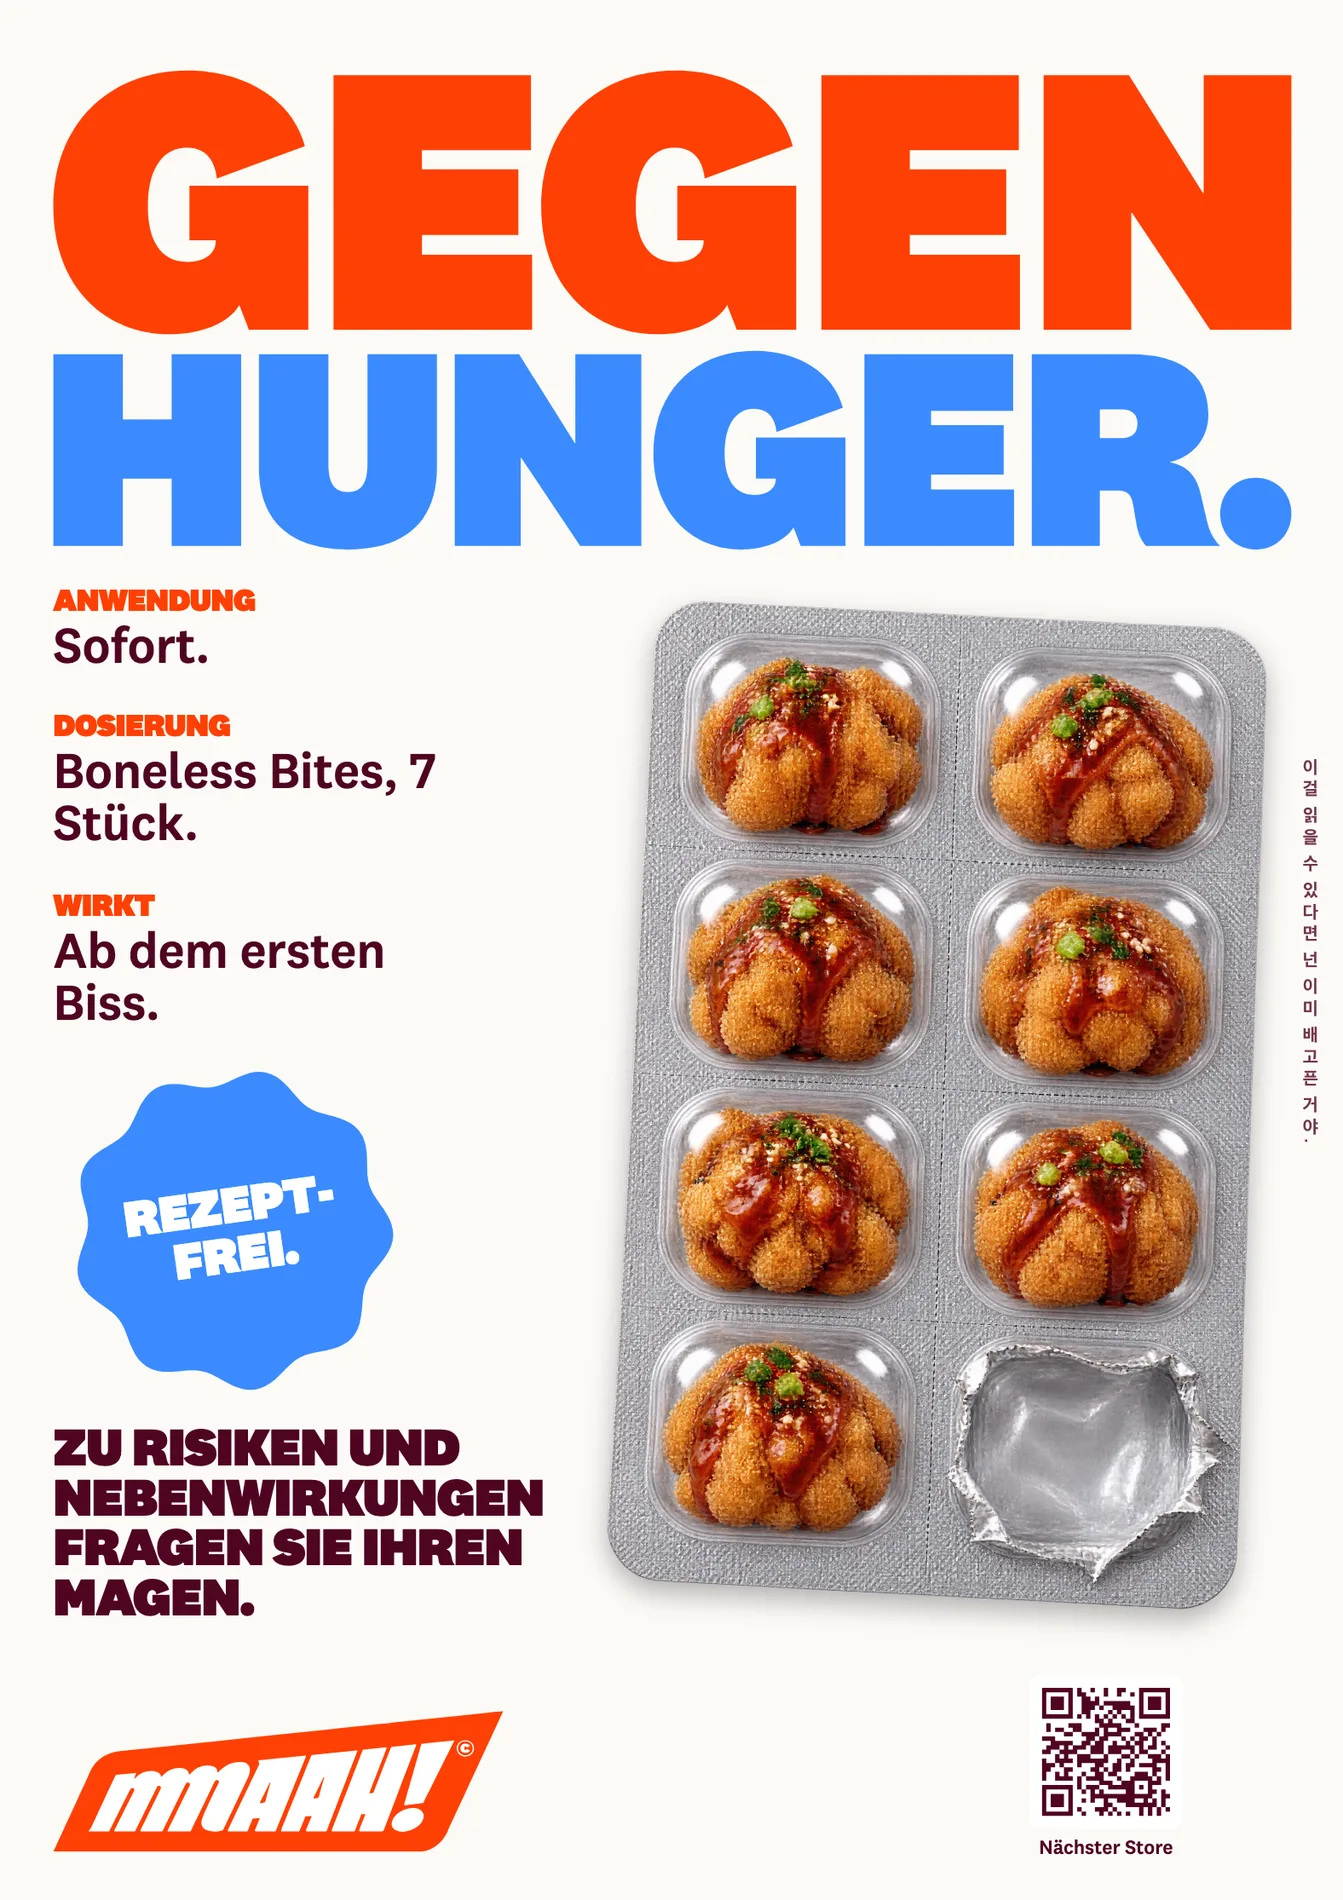 GEGEN
HUNGER.
ANWENDUNG
Sofort.
DOSIERUNG
Boneless Bites, 7
Stück.
WIRKT
Ab dem ersten
Biss.
REZEPT-
FREI.
ZU RISIKEN UND
NEBENWIRKUNGEN
FRAGEN SIE IHREN
MAGEN.
이걸 읽을 수 있다면 넌 이미 배고픈 거야.
mmAAH!©
Nächster Store